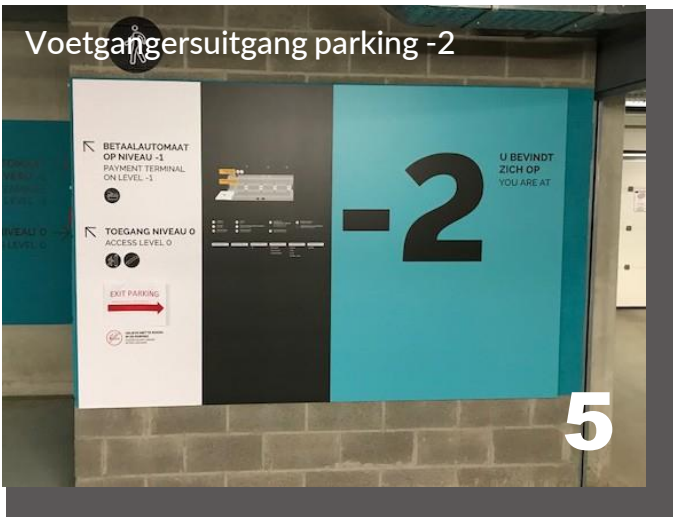 Voetgangersuitgang parking -2
BETAALAUTOMAAT
OP NIVEAU -1
PAYMENT TERMINAL
ON LEVEL -1
TOEGANG NIVEAU 0
ACCESS LEVEL 0
EXIT PARKING
-2
U BEVINDT
ZICH OP
YOU ARE AT
5